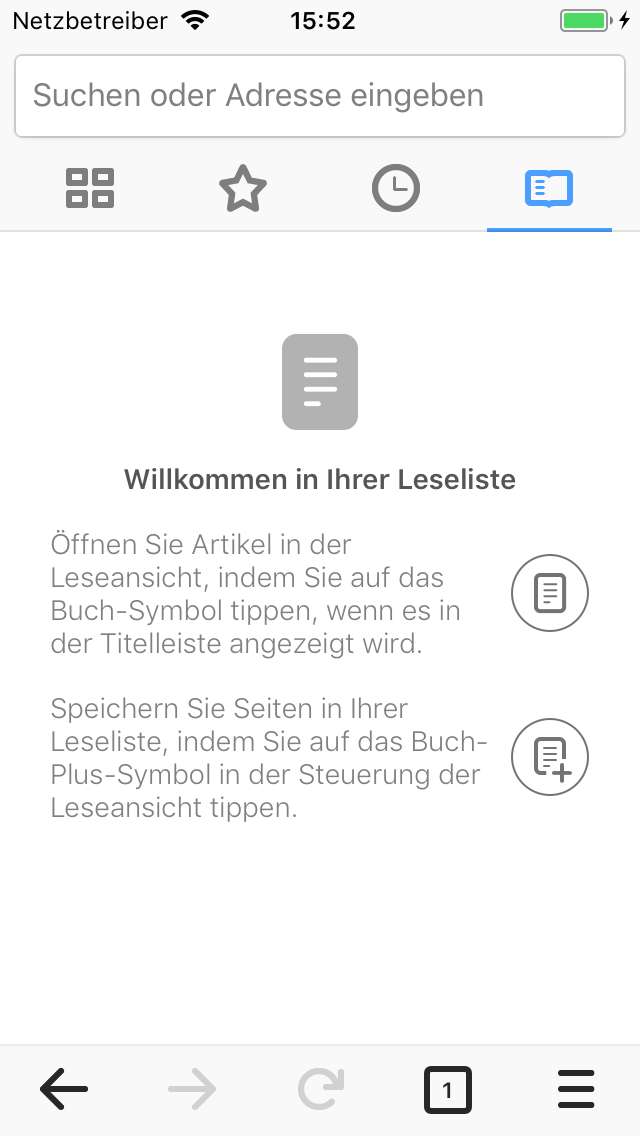 Netzbetreiber 15:52
Suchen oder Adresse eingeben
Willkommen in Ihrer Leseliste
Öffnen Sie Artikel in der
Leseansicht, indem Sie auf das
Buch-Symbol tippen, wenn es in
der Titelleiste angezeigt wird.
Speichern Sie Seiten in Ihrer
Leseliste, indem Sie auf das Buch-
Plus-Symbol in der Steuerung der
Leseansicht tippen.
1